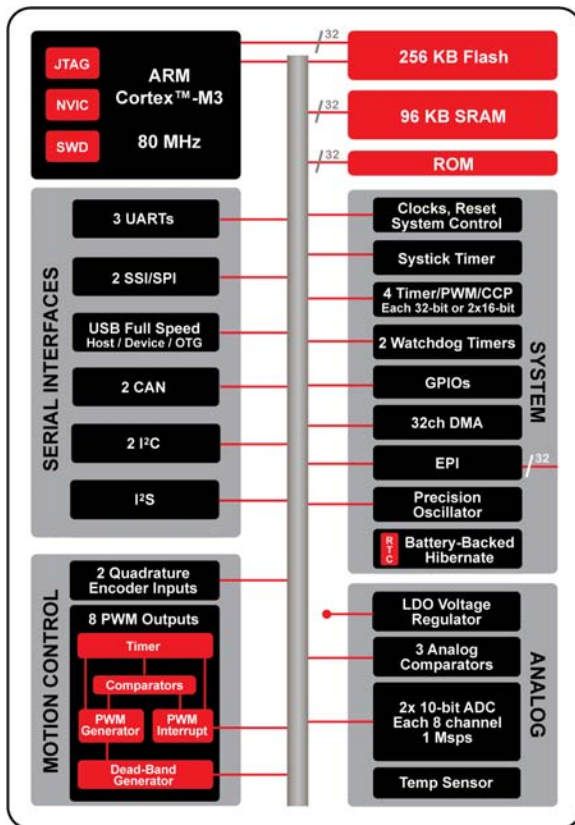 JTAG
NVIC
SWD
ARM
Cortex™-M3
80 MHz
32
256 KB Flash
32
96 KB SRAM
32
ROM
SERIAL INTERFACES
3 UARTs
2 SSI/SPI
USB Full Speed
Host / Device / OTG
2 CAN
2 I²C
I²S
SYSTEM
Clocks, Reset
System Control
Systick Timer
4 Timer/PWM/CCP
Each 32-bit or 2x16-bit
2 Watchdog Timers
GPIOs
32ch DMA
EPI
32
Precision
Oscillator
RTC
Battery-Backed
Hibernate
MOTION CONTROL
2 Quadrature
Encoder Inputs
8 PWM Outputs
Timer
Comparators
PWM
Generator
PWM
Interrupt
Dead-Band
Generator
ANALOG
LDO Voltage
Regulator
3 Analog
Comparators
2x 10-bit ADC
Each 8 channel
1 Msps
Temp Sensor